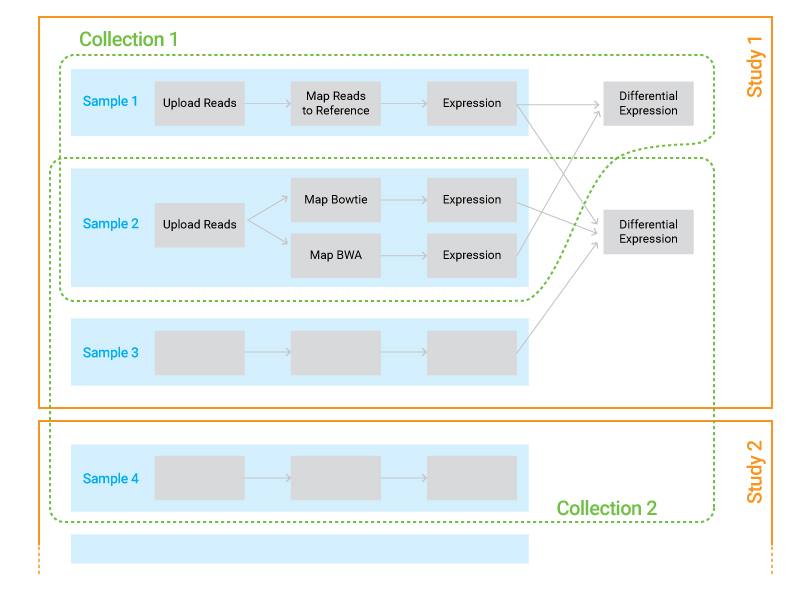 Collection 1
Study 1
Sample 1
Upload Reads
Map Reads
to Reference
Expression
Differential
Expression
Sample 2
Upload Reads
Map Bowtie
Expression
Map BWA
Expression
Differential
Expression
Sample 3
Study 2
Sample 4
Collection 2